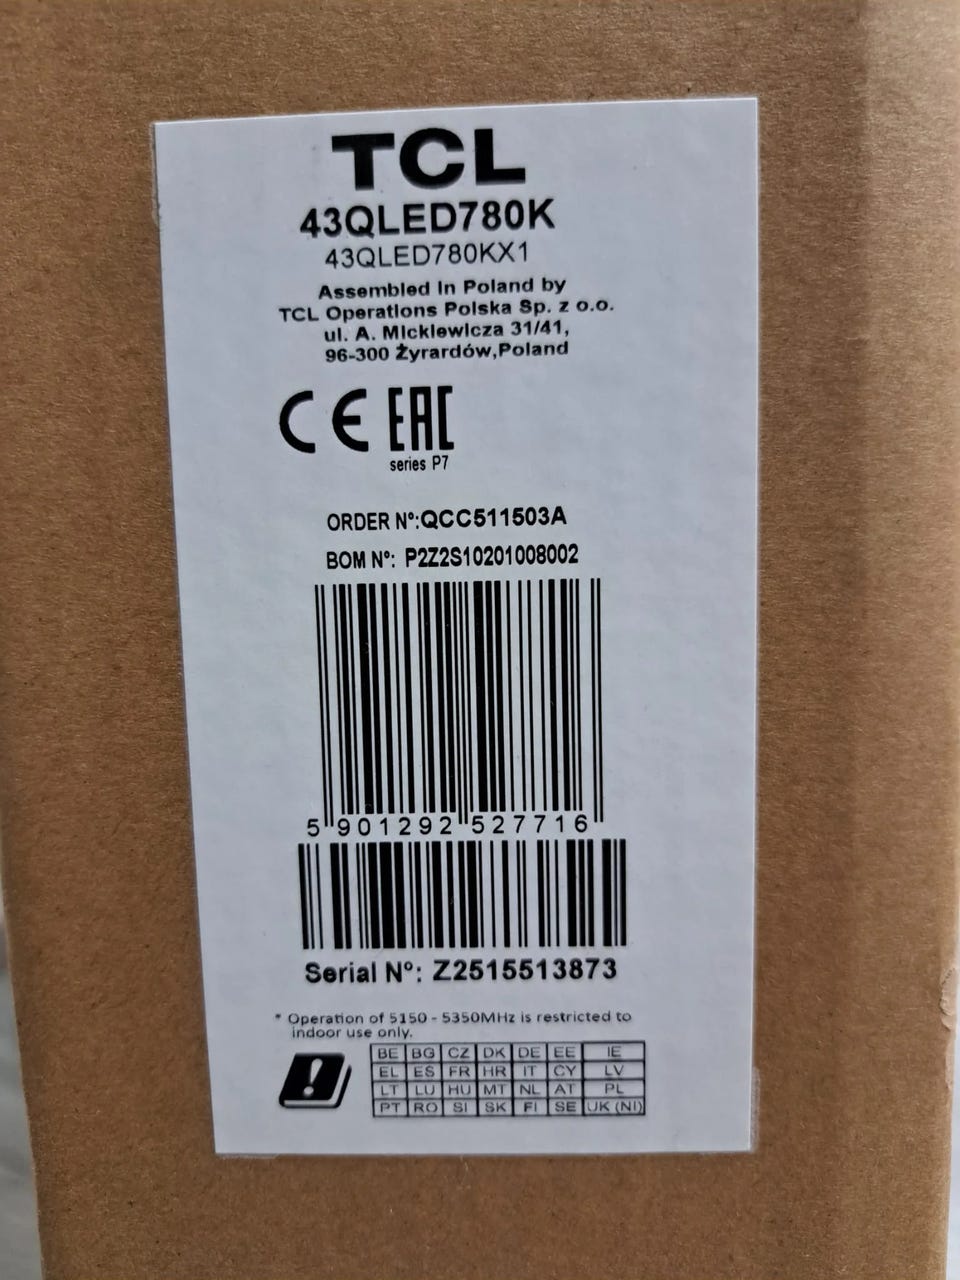 TCL
43QLED780K
43QLED780KX1
Assembled in Poland by
TCL Operations Polska Sp. z o.o.
ul. A. Mickiewicza 31/41,
96-300 Żyrardów,Poland
CE EAC
series P7
ORDER Nº:QCC511503A
BOM Nº: P2Z2S10201008002
5 901292 527716
Serial Nº: Z2515513873
* Operation of 5150 - 5350MHz is restricted to
indoor use only.
BE BG CZ DK DE EE IE
EL ES FR HR IT CY LV
LT LU HU MT NL AT PL
PT RO SI SK FI SE UK (NI)